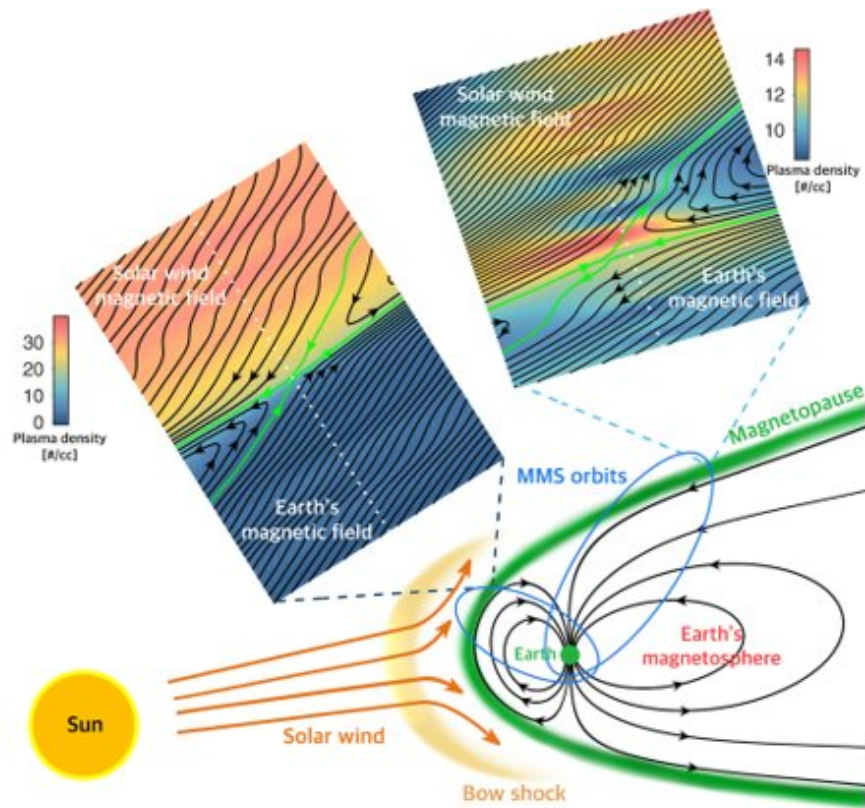 Solar wind
magnetic field
Earth's
magnetic field
14
12
10
Plasma density
[#/cc]
Solar wind
magnetic field
Earth's
magnetic field
30
20
10
0
Plasma density
[#/cc]
Magnetopause
MMS orbits
Earth
Earth's
magnetosphere
Sun
Solar wind
Bow shock